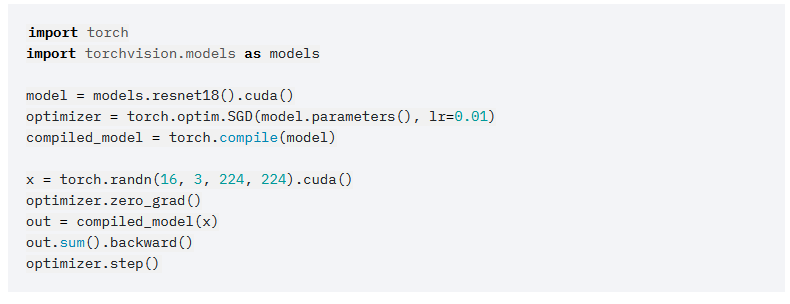 import torch
import torchvision.models as models
model = models.resnet18().cuda()
optimizer = torch.optim.SGD(model.parameters(), lr=0.01)
compiled_model = torch.compile(model)
x = torch.randn(16, 3, 224, 224).cuda()
optimizer.zero_grad()
out = compiled_model(x)
out.sum().backward()
optimizer.step()